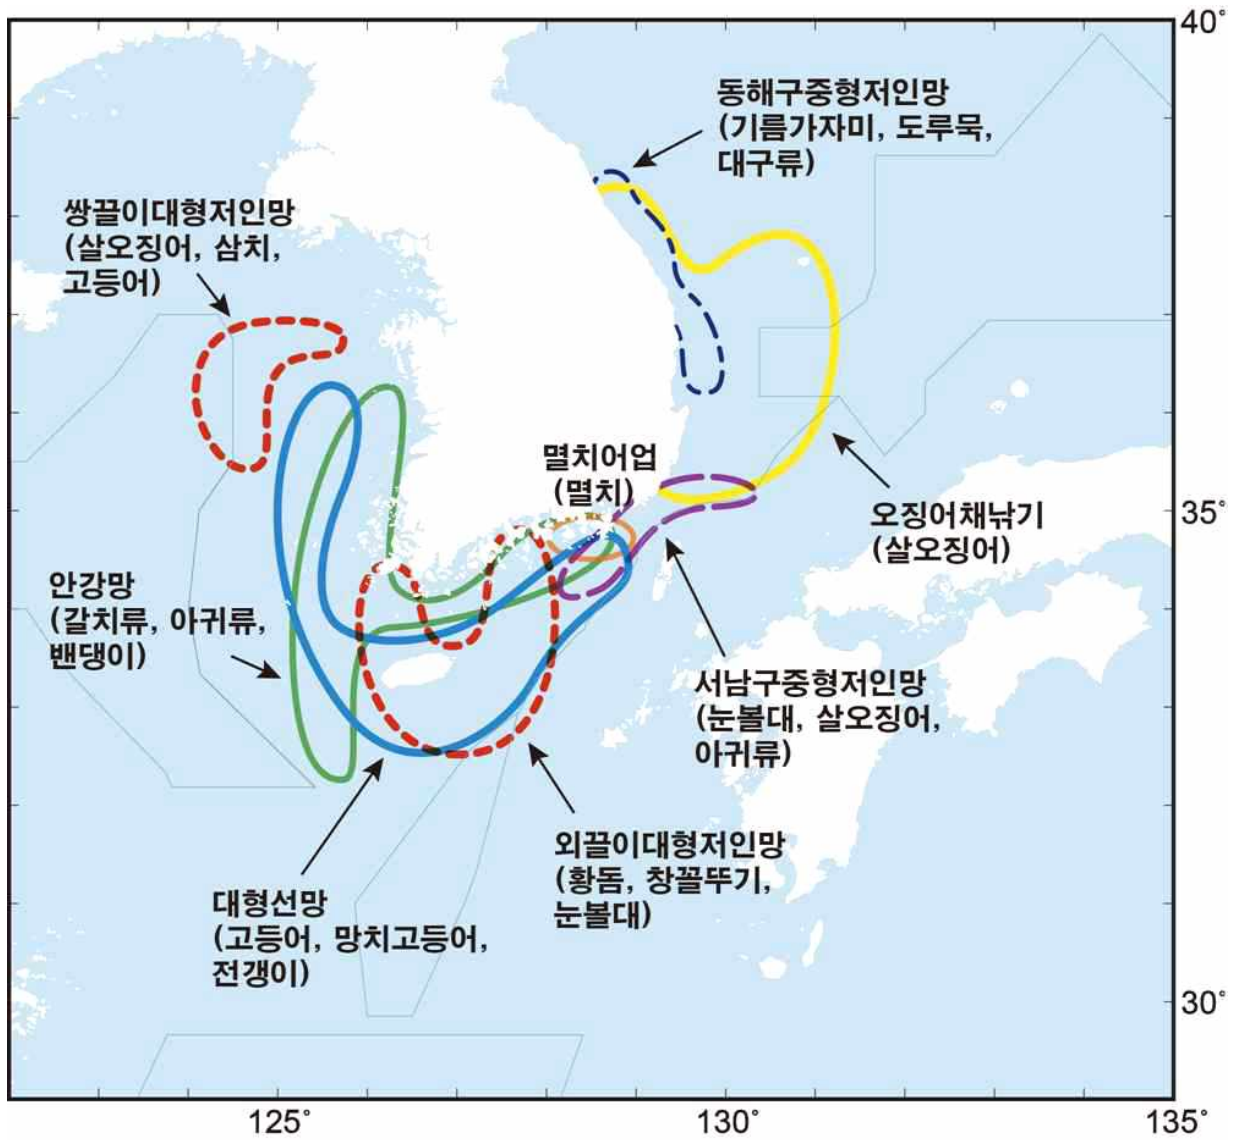 40°
동해구중형저인망
(기름가자미, 도루묵,
대구류)
쌍끌이대형저인망
(살오징어, 삼치,
고등어)
멸치어업
(멸치)
35°
오징어채낚기
(살오징어)
안강망
(갈치류, 아귀류,
밴댕이)
서남구중형저인망
(눈볼대, 살오징어,
아귀류)
외끌이대형저인망
(황돔, 창꼴뚜기,
눈볼대)
대형선망
(고등어, 망치고등어,
전갱이)
30°
125°
130°
135°